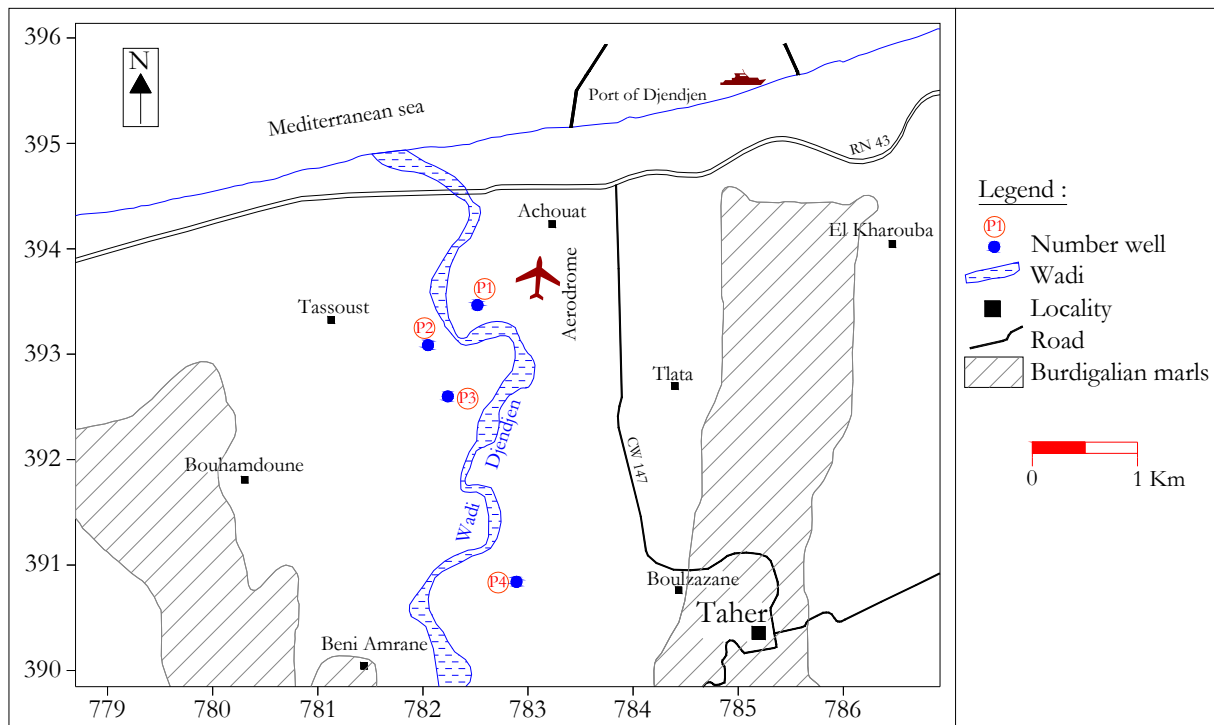 396
395
394
393
392
391
390
N
Mediterranean sea
Port of Djendjen
RN 43
Achouat
El Kharouba
P1
Aerodrome
Tassoust
P2
P3
Tlata
Djendjen
CW 147
Bouhamdoune
Wadi
P4
Boulzazane
Taher
Beni Amrane
779
780
781
782
783
784
785
786
Legend :
P1
Number well
Wadi
Locality
Road
Burdigalian marls
0
1 Km